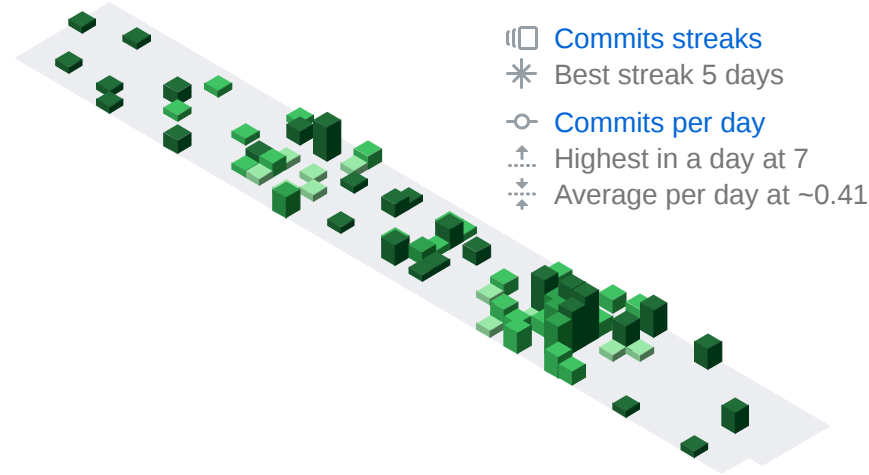 Commits streaks
Best streak 5 days
Commits per day
Highest in a day at 7
Average per day at ~0.41